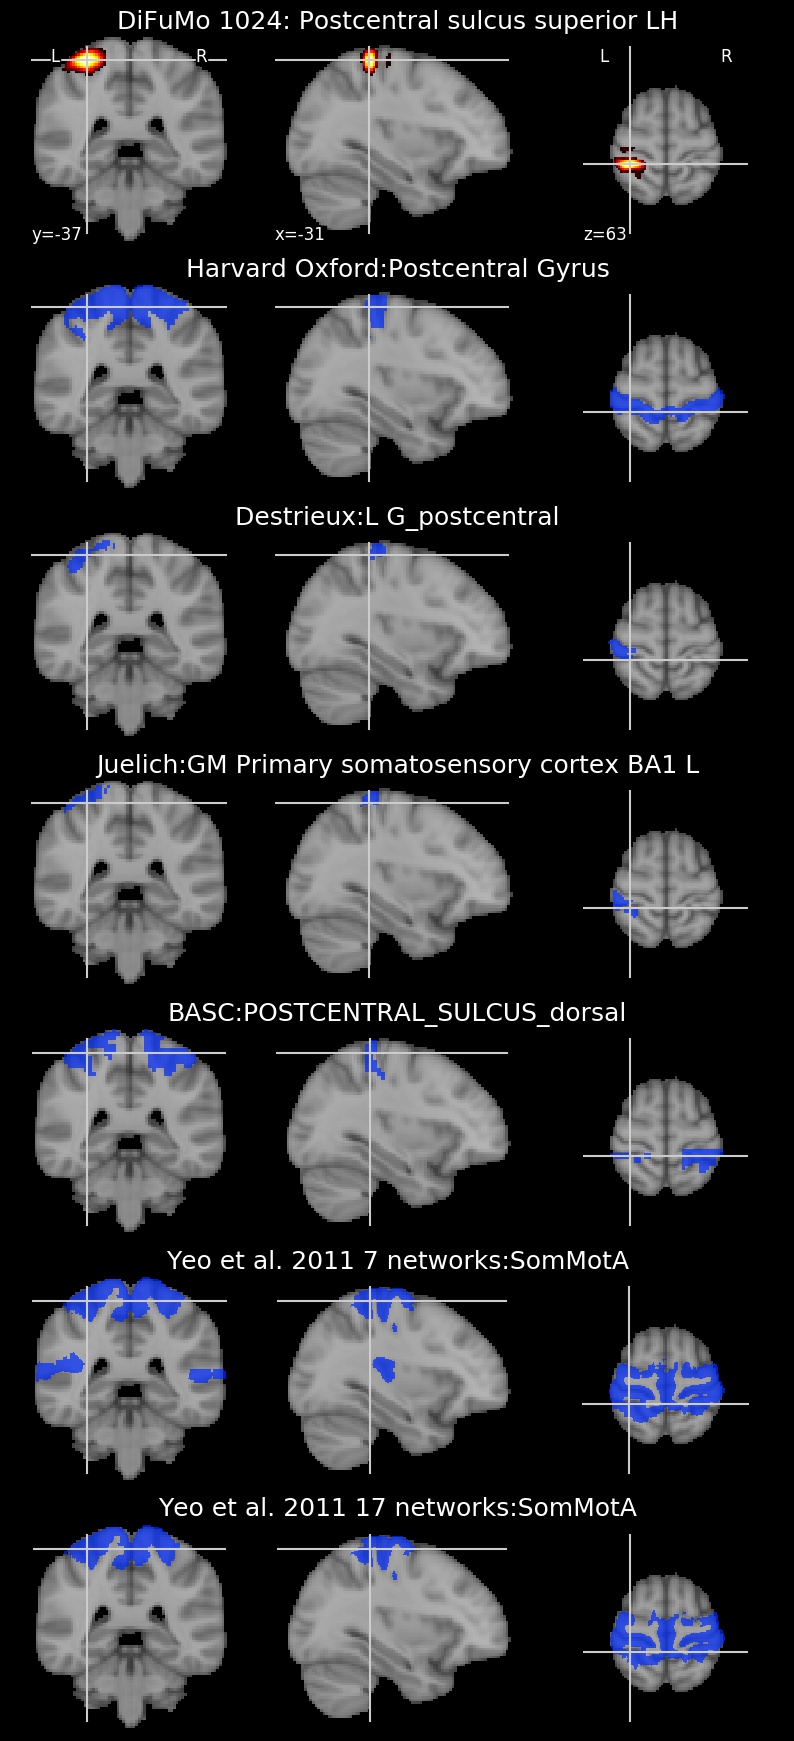 DiFuMo 1024: Postcentral sulcus superior LH
L R L R
y=-37 x=-31 z=63
Harvard Oxford:Postcentral Gyrus
Destrieux:L G_postcentral
Juelich:GM Primary somatosensory cortex BA1 L
BASC:POSTCENTRAL_SULCUS_dorsal
Yeo et al. 2011 7 networks:SomMotA
Yeo et al. 2011 17 networks:SomMotA